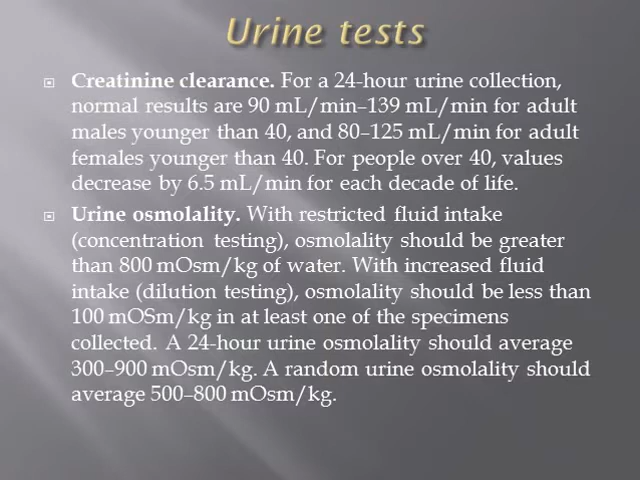 Urine tests
Creatinine clearance. For a 24-hour urine collection,
normal results are 90 mL/min–139 mL/min for adult
males younger than 40, and 80–125 mL/min for adult
females younger than 40. For people over 40, values
decrease by 6.5 mL/min for each decade of life.
Urine osmolality. With restricted fluid intake
(concentration testing), osmolality should be greater
than 800 mOsm/kg of water. With increased fluid
intake (dilution testing), osmolality should be less than
100 mOSm/kg in at least one of the specimens
collected. A 24-hour urine osmolality should average
300–900 mOsm/kg. A random urine osmolality should
average 500–800 mOsm/kg.